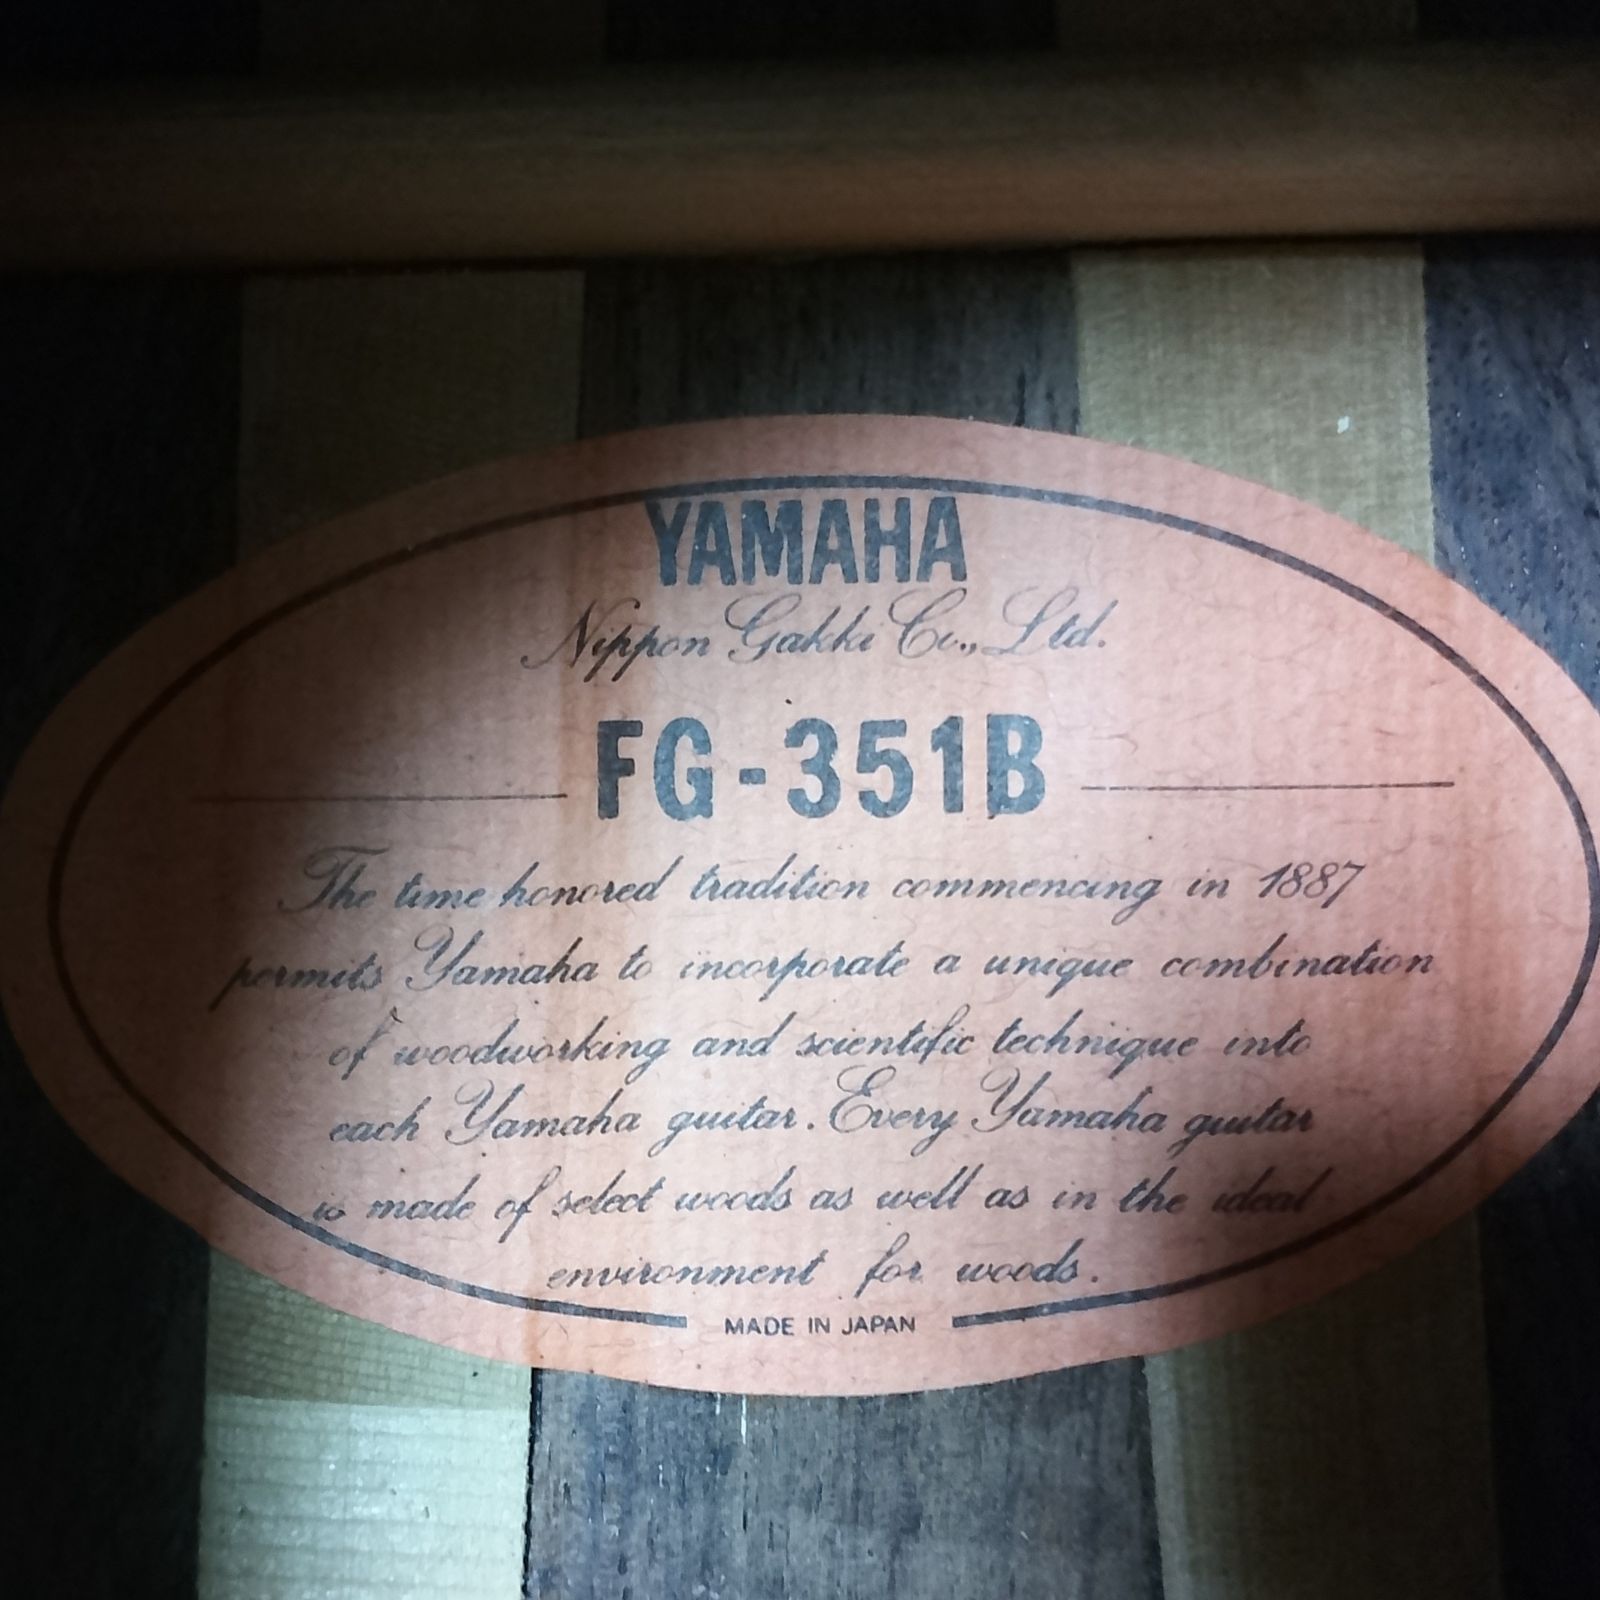 YAMAHA
Nippon Gakki Co., Ltd.
FG-351B
The time honored tradition commencing in 1887
permits Yamaha to incorporate a unique combination
of woodworking and scientific technique into
each Yamaha guitar. Every Yamaha guitar
is made of select woods as well as in the ideal
environment for woods.
MADE IN JAPAN